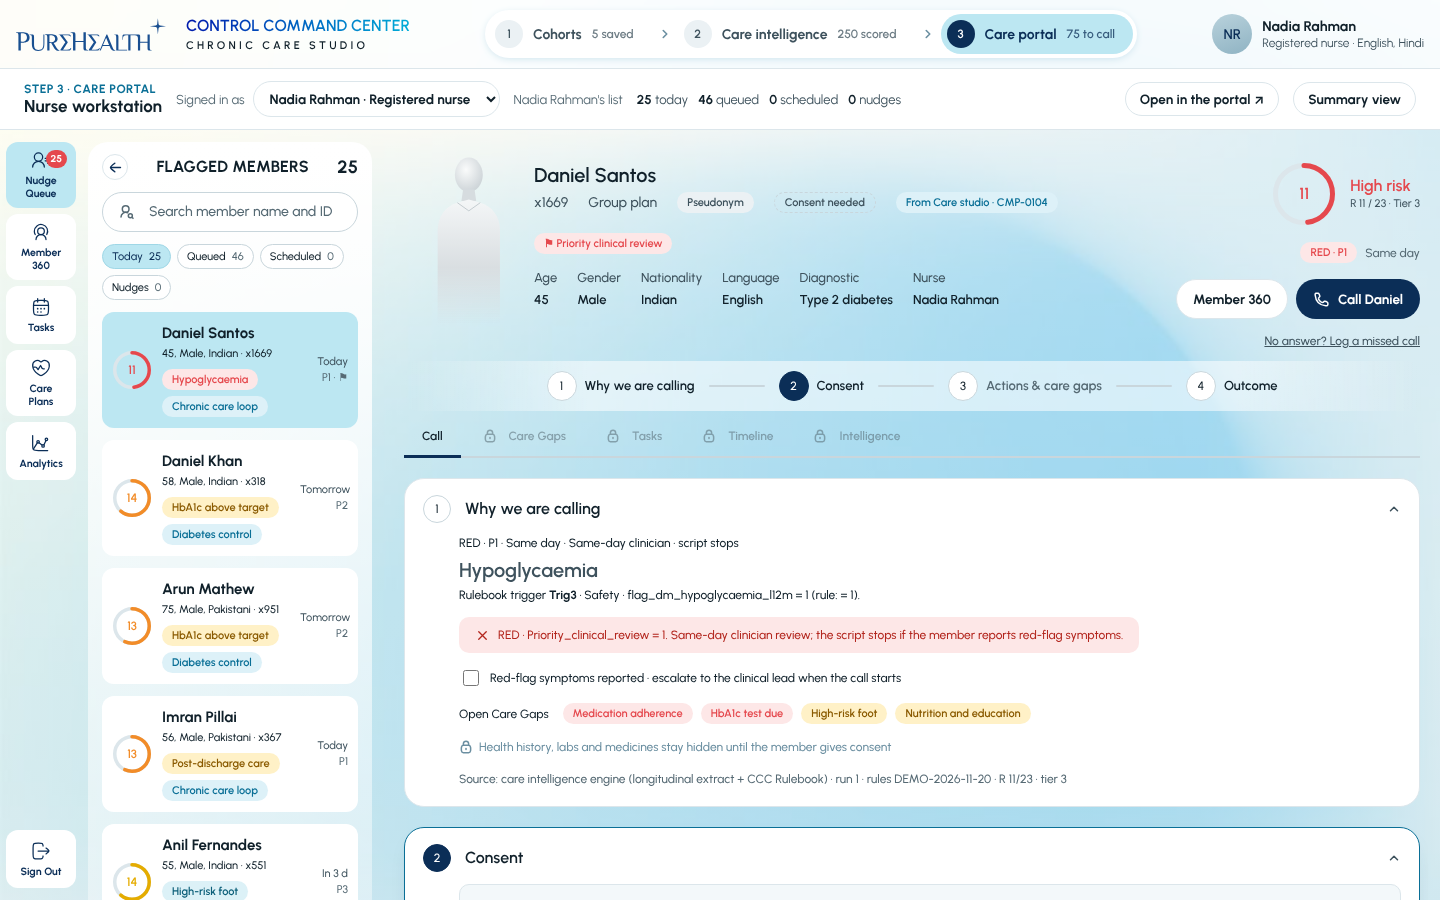 PUREHEALTH
CONTROL COMMAND CENTER
CHRONIC CARE STUDIO
1 Cohorts 5 saved
2 Care intelligence 250 scored
3 Care portal 75 to call
NR
Nadia Rahman
Registered nurse · English, Hindi
STEP 3 · CARE PORTAL
Nurse workstation
Signed in as
Nadia Rahman · Registered nurse
Nadia Rahman's list 25 today 46 queued 0 scheduled 0 nudges
Open in the portal
Summary view
25
Nudge
Queue
Member
360
Tasks
Care
Plans
Analytics
Sign Out
FLAGGED MEMBERS 25
Search member name and ID
Today 25
Queued 46
Scheduled 0
Nudges 0
11
Daniel Santos
45, Male, Indian · x1669
Hypoglycaemia
Chronic care loop
Today
P1 · ⚑
14
Daniel Khan
58, Male, Indian · x318
HbA1c above target
Diabetes control
Tomorrow
P2
13
Arun Mathew
75, Male, Pakistani · x951
HbA1c above target
Diabetes control
Tomorrow
P2
13
Imran Pillai
56, Male, Pakistani · x367
Post-discharge care
Chronic care loop
Today
P1
14
Anil Fernandes
55, Male, Indian · x551
High-risk foot
In 3 d
P3
Daniel Santos
x1669 Group plan Pseudonym Consent needed From Care studio · CMP-0104
⚑ Priority clinical review
Age Gender Nationality Language Diagnostic Nurse
45 Male Indian English Type 2 diabetes Nadia Rahman
11
High risk
R 11 / 23 · Tier 3
RED · P1 Same day
Member 360
Call Daniel
No answer? Log a missed call
1 Why we are calling
2 Consent
3 Actions & care gaps
4 Outcome
Call
Care Gaps
Tasks
Timeline
Intelligence
1 Why we are calling
RED · P1 · Same day · Same-day clinician · script stops
Hypoglycaemia
Rulebook trigger Trig3 · Safety · flag_dm_hypoglycaemia_l12m = 1 (rule: = 1).
RED · Priority_clinical_review = 1. Same-day clinician review; the script stops if the member reports red-flag symptoms.
Red-flag symptoms reported · escalate to the clinical lead when the call starts
Open Care Gaps Medication adherence HbA1c test due High-risk foot Nutrition and education
Health history, labs and medicines stay hidden until the member gives consent
Source: care intelligence engine (longitudinal extract + CCC Rulebook) · run 1 · rules DEMO-2026-11-20 · R 11/23 · tier 3
2 Consent